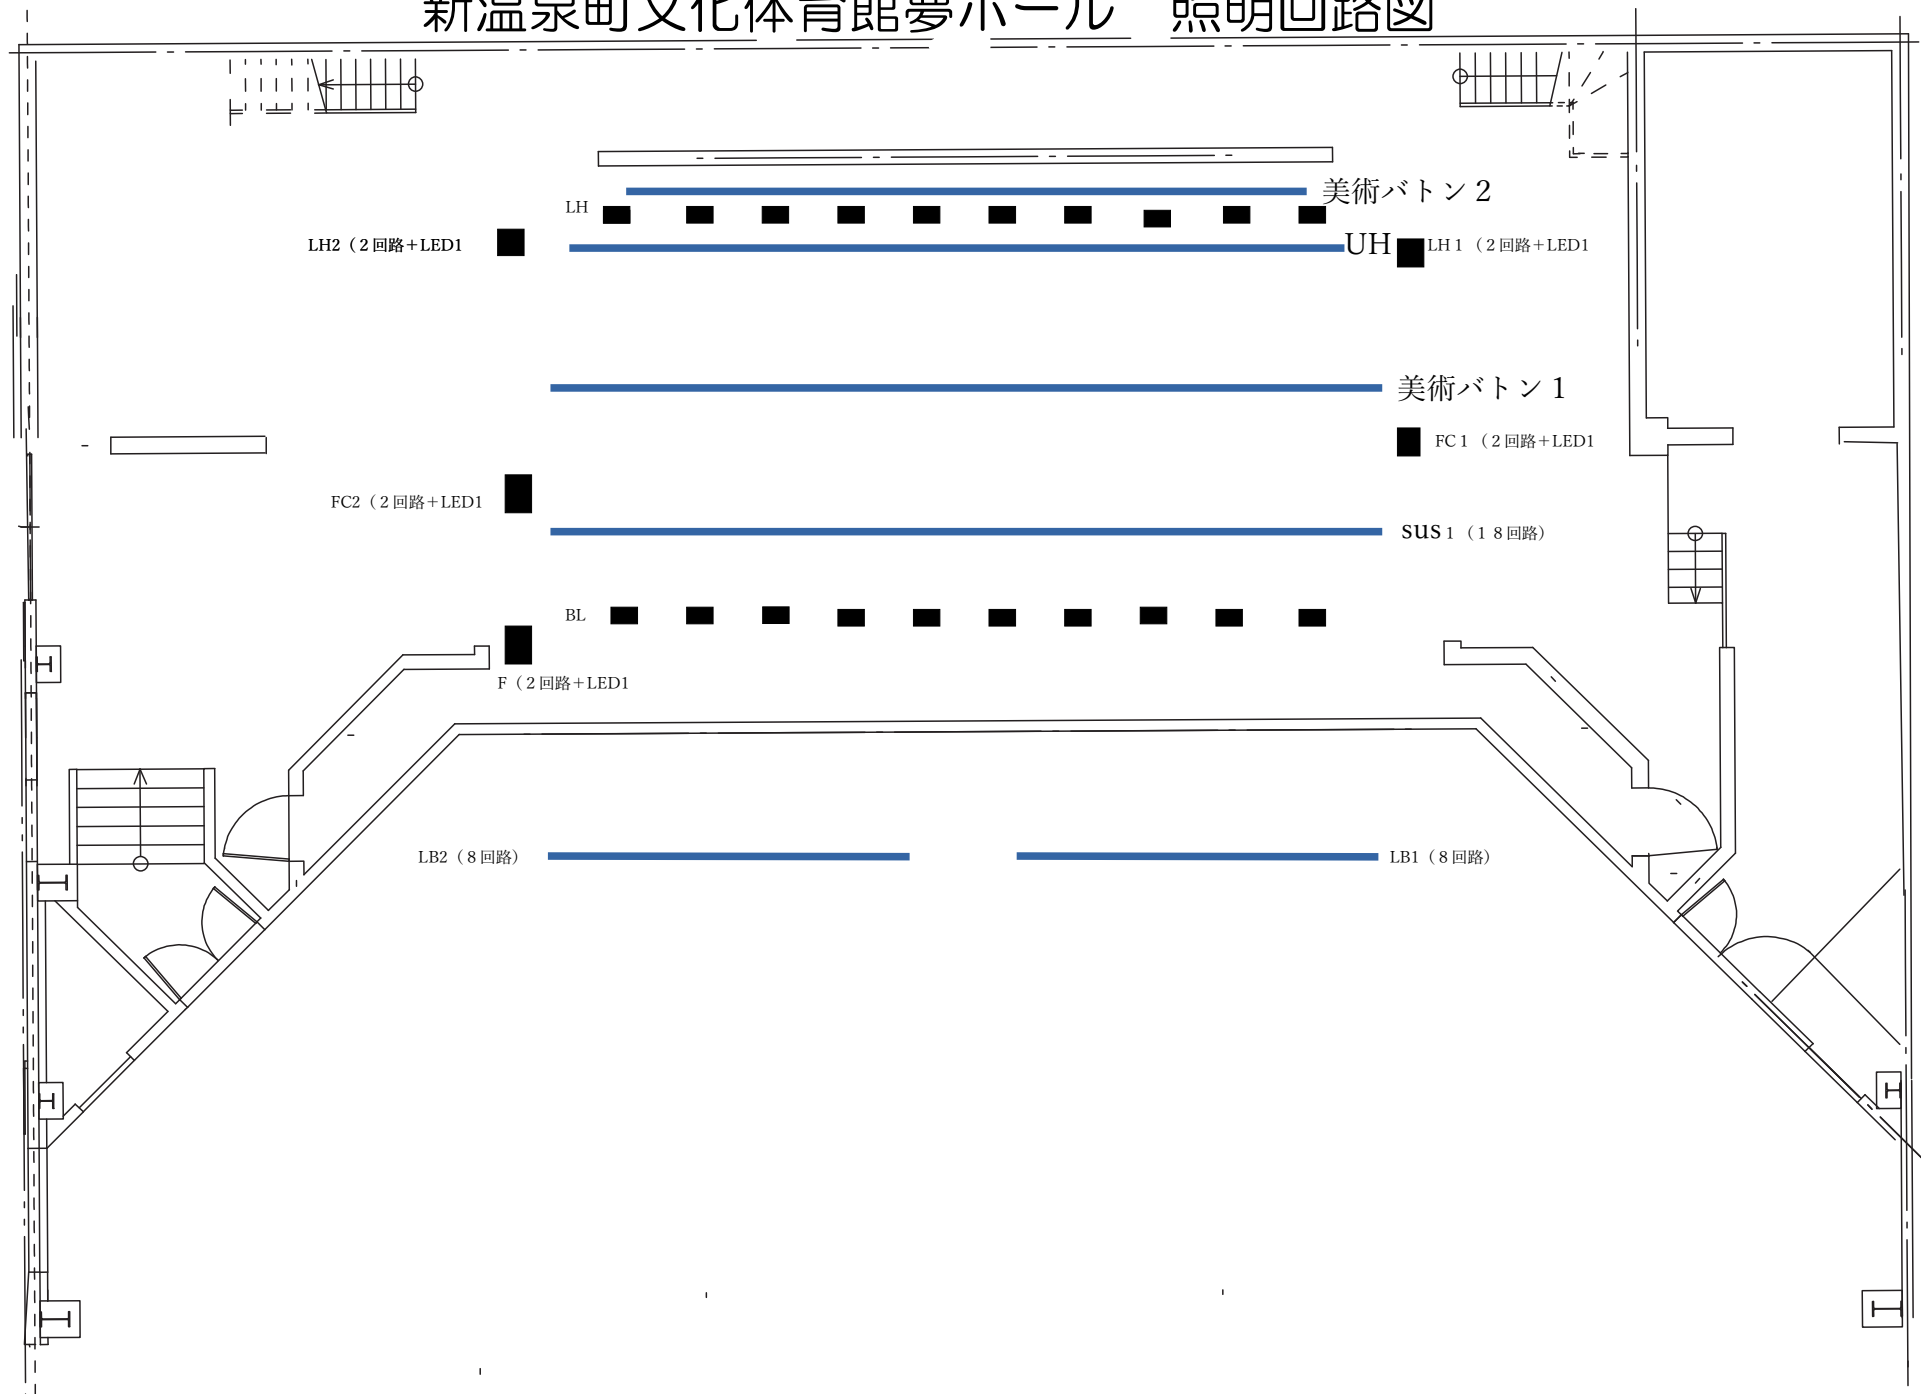 新温泉町文化体育館夢ホール　照明回路図
美術バトン２
LH
LH2（２回路＋LED1
UH
LH１（２回路＋LED1
美術バトン１
FC１（２回路＋LED1
FC2（２回路＋LED1
sus１（１８回路）
BL
F（２回路＋LED1
LB2（８回路）
LB1（８回路）